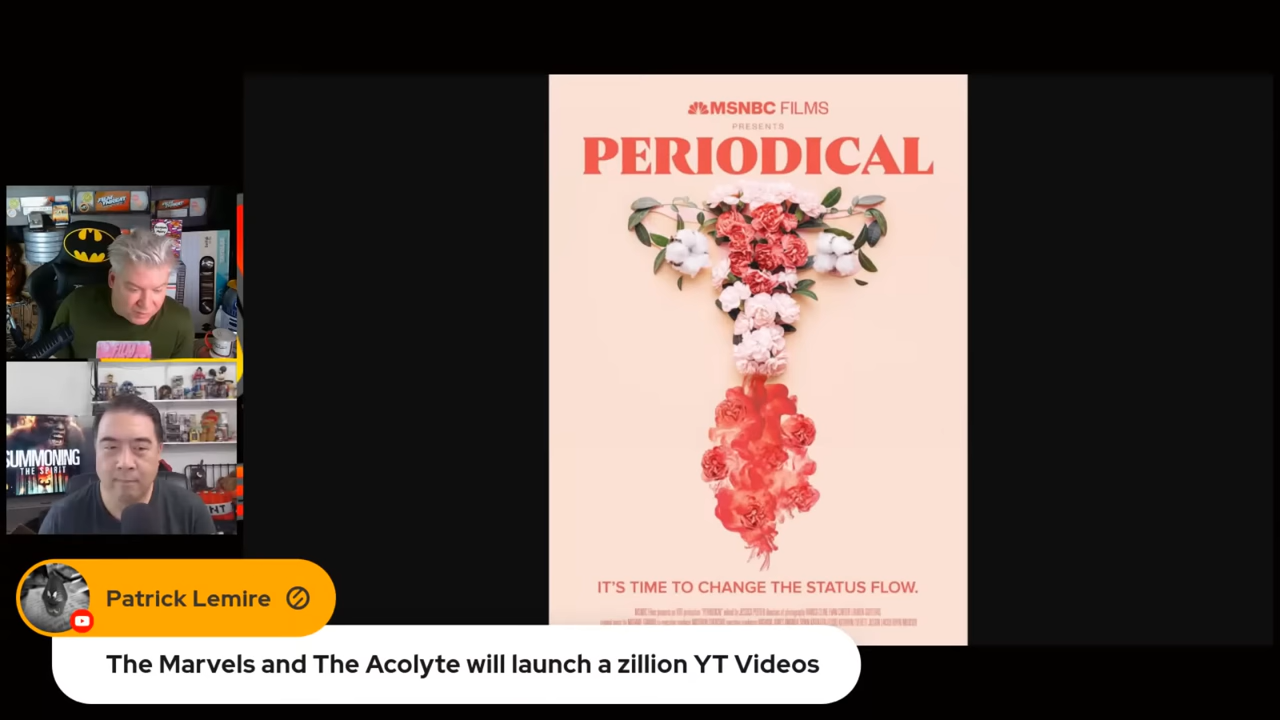 MSNBC FILMS
PRESENTS
PERIODICAL
IT'S TIME TO CHANGE THE STATUS FLOW.
SUMMONING
THE SPIRIT
Patrick Lemire
The Marvels and The Acolyte will launch a zillion YT Videos